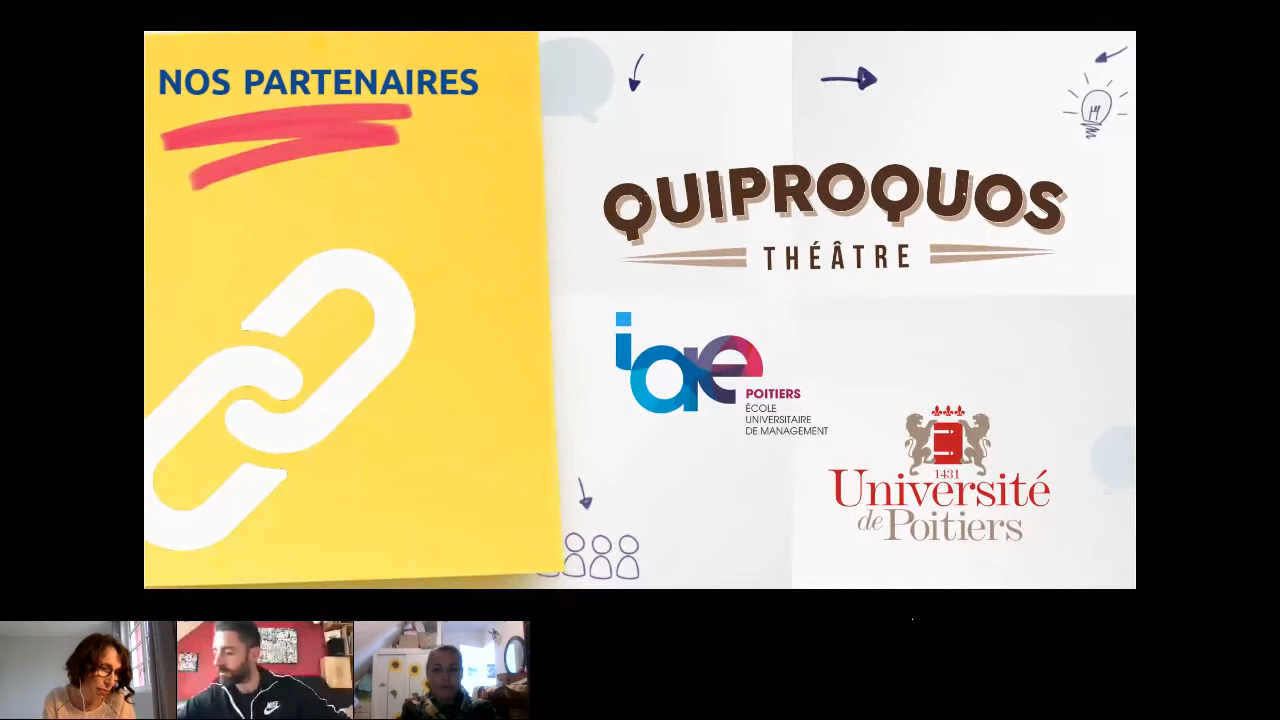 NOS PARTENAIRES
QUIPROQUOS
THÉÂTRE
iae
POITIERS
ÉCOLE
UNIVERSITAIRE
DE MANAGEMENT
1431
Université
de Poitiers